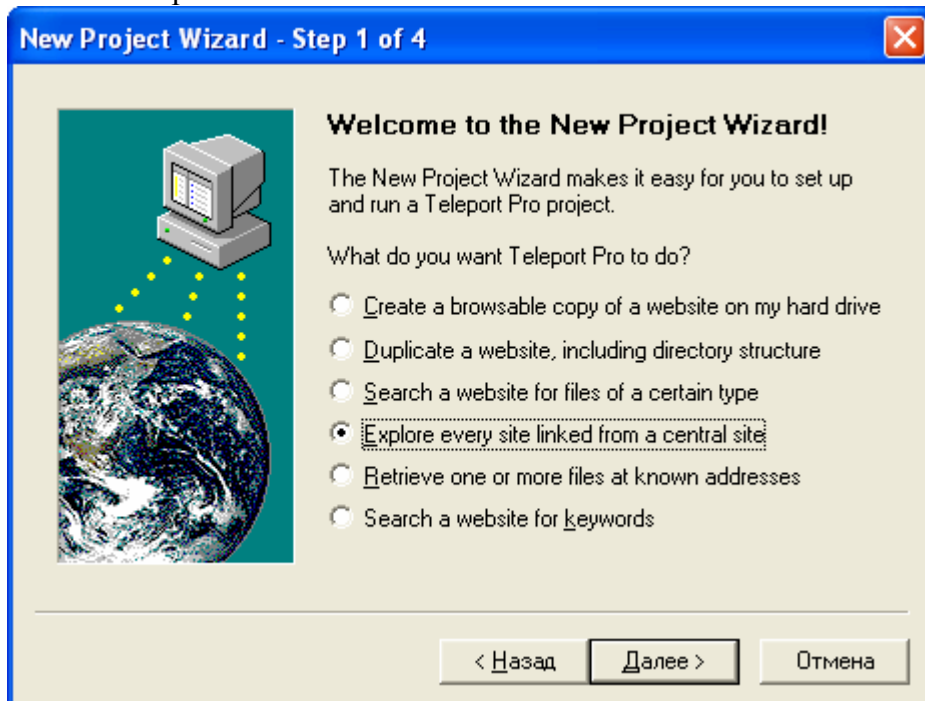 New Project Wizard - Step 1 of 4
Welcome to the New Project Wizard!
The New Project Wizard makes it easy for you to set up
and run a Teleport Pro project.
What do you want Teleport Pro to do?
Create a browsable copy of a website on my hard drive
Duplicate a website, including directory structure
Search a website for files of a certain type
Explore every site linked from a central site
Retrieve one or more files at known addresses
Search a website for keywords
< Назад Далее > Отмена